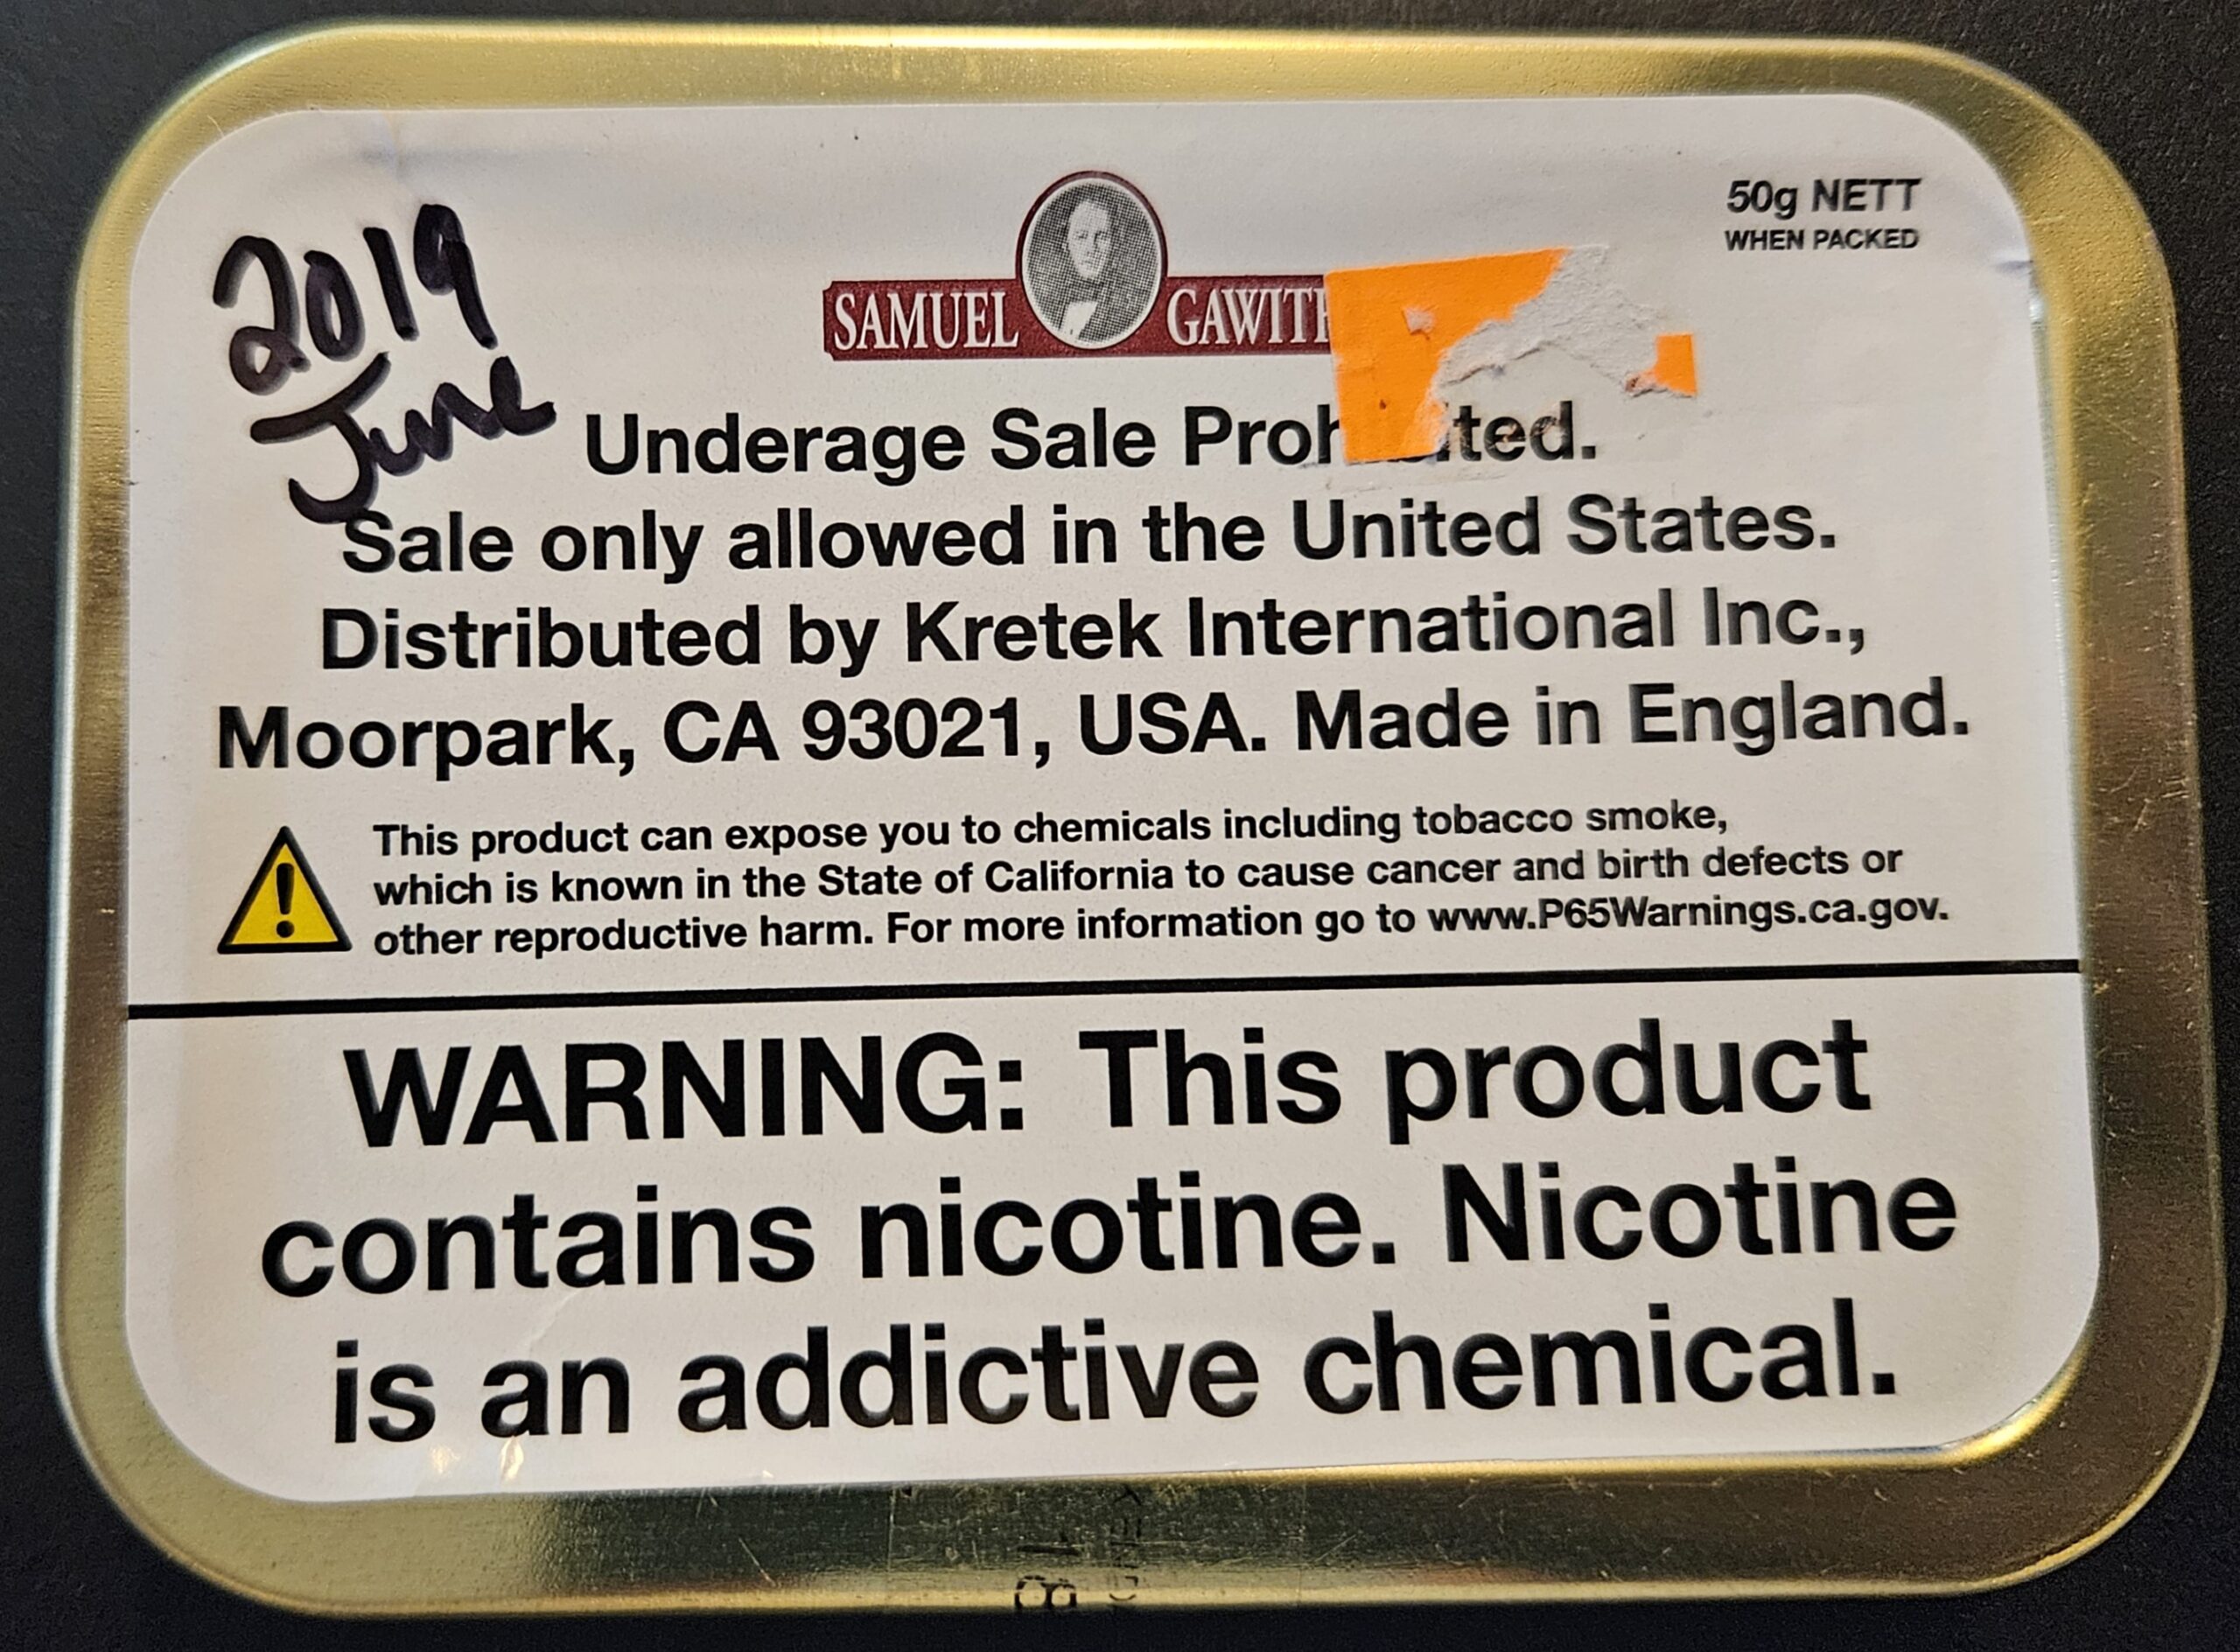 2019
June
50g NETT
WHEN PACKED
SAMUEL GAWITH
Underage Sale Prohibited.
Sale only allowed in the United States.
Distributed by Kretek International Inc.,
Moorpark, CA 93021, USA. Made in England.
This product can expose you to chemicals including tobacco smoke,
which is known in the State of California to cause cancer and birth defects or
other reproductive harm. For more information go to www.P65Warnings.ca.gov.
WARNING: This product
contains nicotine. Nicotine
is an addictive chemical.